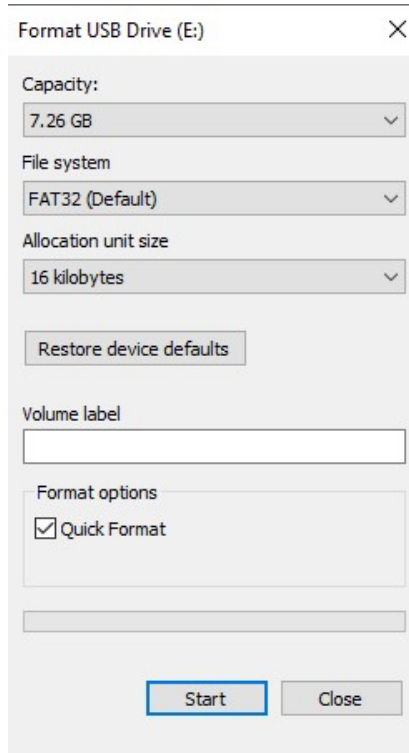 Format USB Drive (E:)
Capacity:
7.26 GB
File system
FAT32 (Default)
Allocation unit size
16 kilobytes
Restore device defaults
Volume label
Format options
Quick Format
Start Close